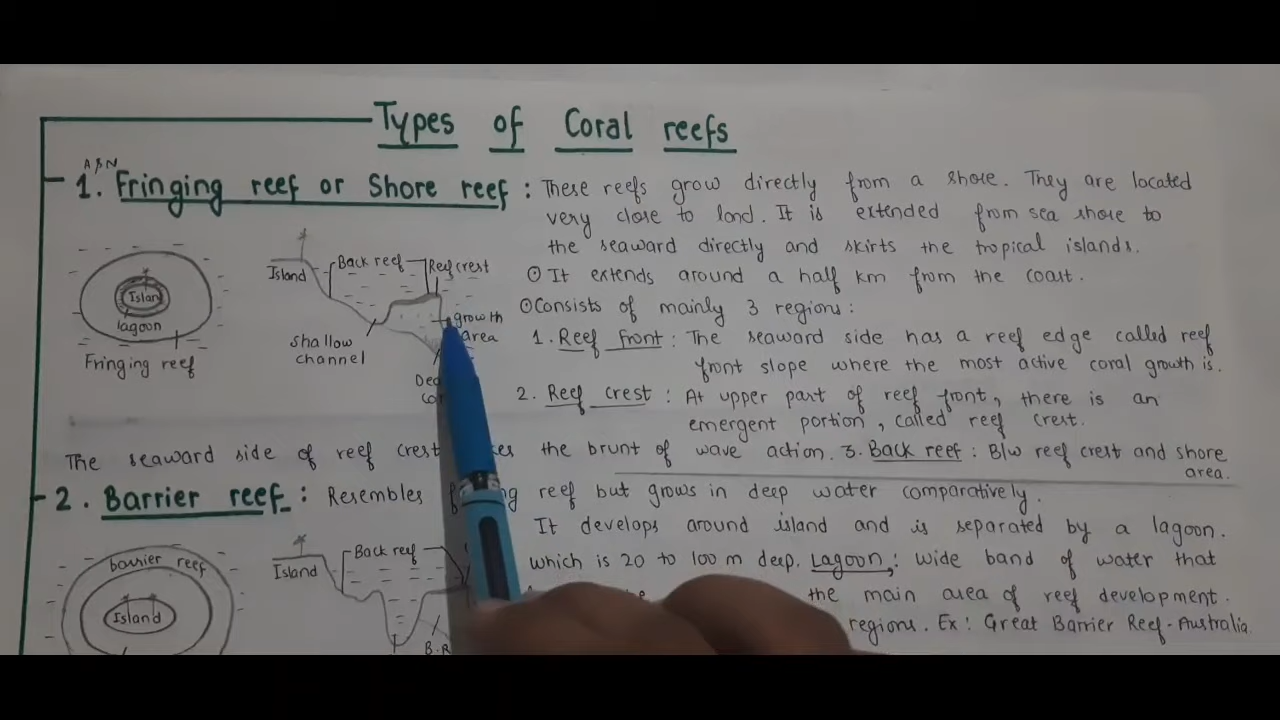 Types of Coral reefs
A&N
1. Fringing reef or Shore reef : These reefs grow directly from a shore. They are located
very close to land. It is extended from sea shore to
the seaward directly and skirts the tropical islands.
⊙ It extends around a half km from the coast.
⊙ Consists of mainly 3 regions :
1. Reef front : The seaward side has a reef edge called reef
front slope where the most active coral growth is.
2. Reef crest : At upper part of reef front, there is an
emergent portion, called reef crest.
Islan
lagoon
Fringing reef
Island
Back reef
Reef crest
growth
area
shallow
channel
The seaward side of reef crest the brunt of wave action. 3. Back reef : B/w reef crest and shore
area.
2. Barrier reef : Resembles reef but grows in deep water comparatively.
It develops around island and is separated by a lagoon.
which is 20 to 100 m deep. Lagoon : wide band of water that
the main area of reef development.
regions. Ex : Great Barrier Reef - Australia
barrier reef
Island
Island
Back reef
B.R